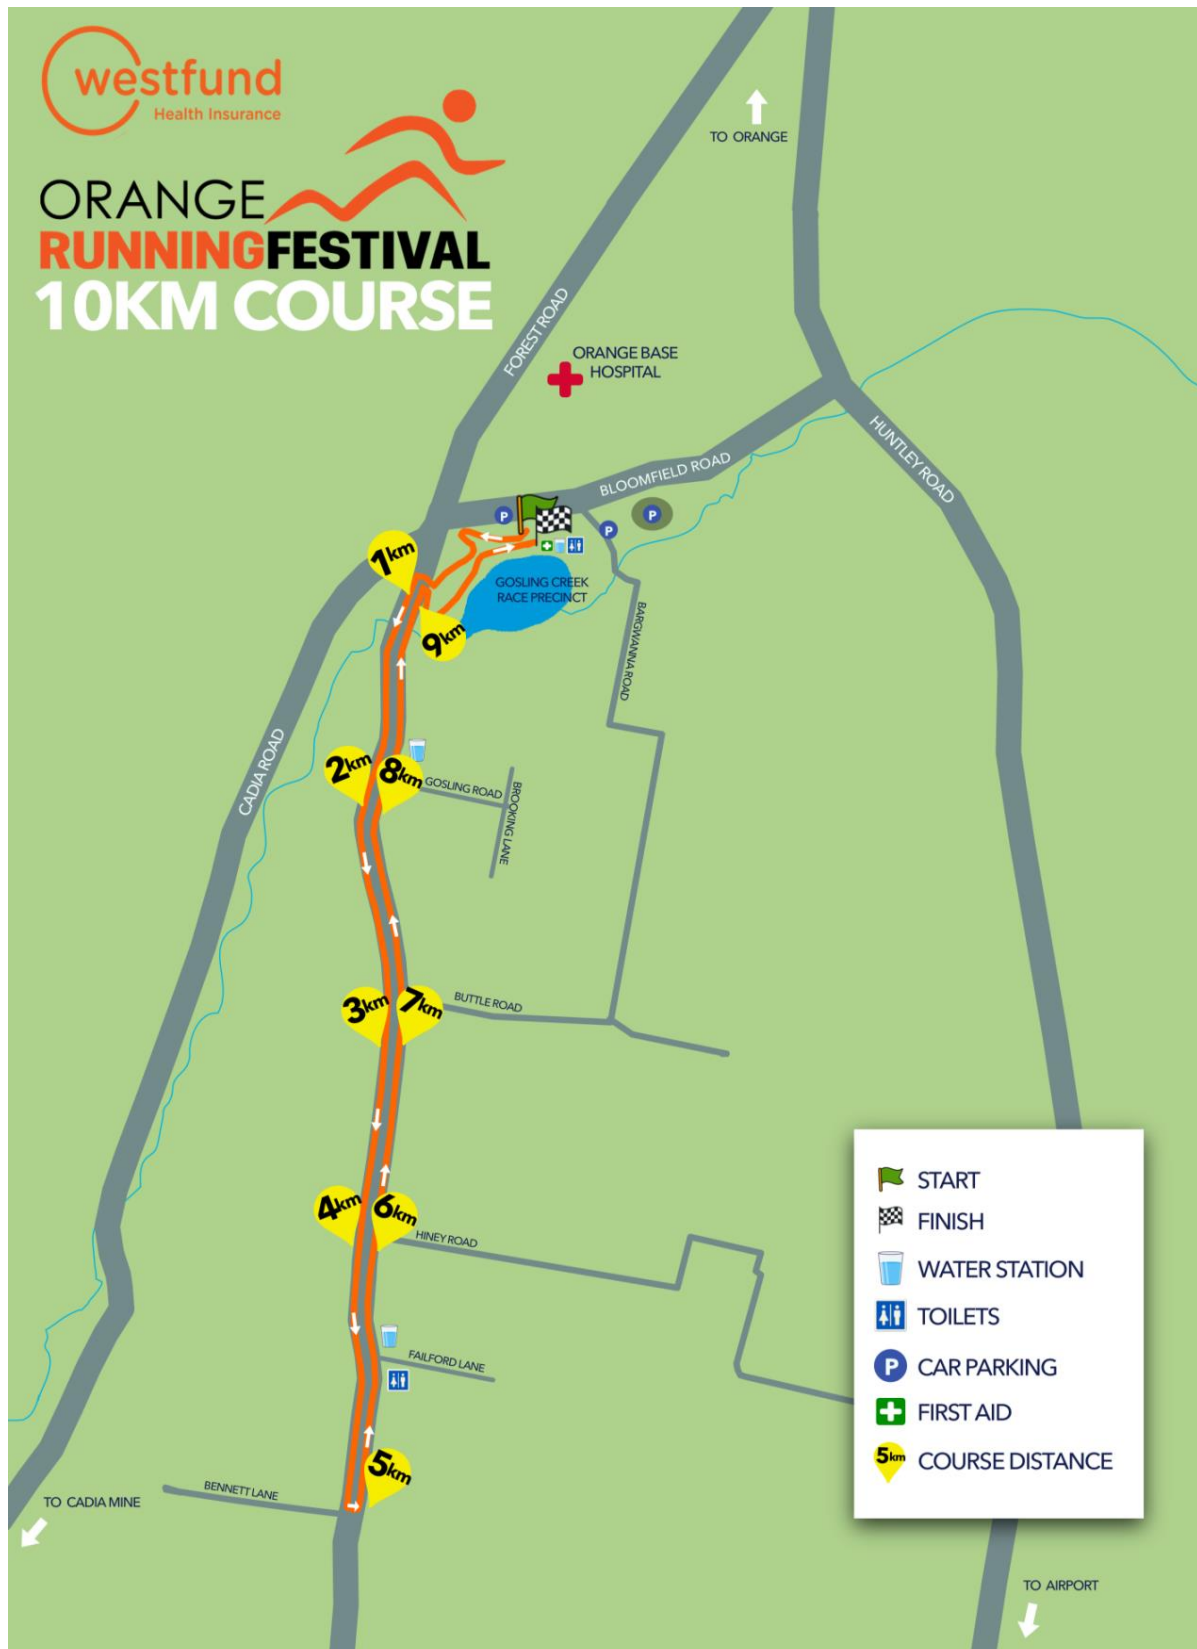 westfund
Health Insurance
ORANGE
RUNNINGFESTIVAL
10KM COURSE
TO ORANGE
FOREST ROAD
ORANGE BASE
HOSPITAL
HUNTLEY ROAD
BLOOMFIELD ROAD
P
P
P
1km
GOSLING CREEK
RACE PRECINCT
9km
BARGWANNA ROAD
CADIA ROAD
2km
8km
GOSLING ROAD
BROOKING LANE
3km
7km
BUTTLE ROAD
4km
6km
HINEY ROAD
FAILFORD LANE
5km
BENNETT LANE
TO CADIA MINE
START
FINISH
WATER STATION
TOILETS
P CAR PARKING
FIRST AID
5km COURSE DISTANCE
TO AIRPORT